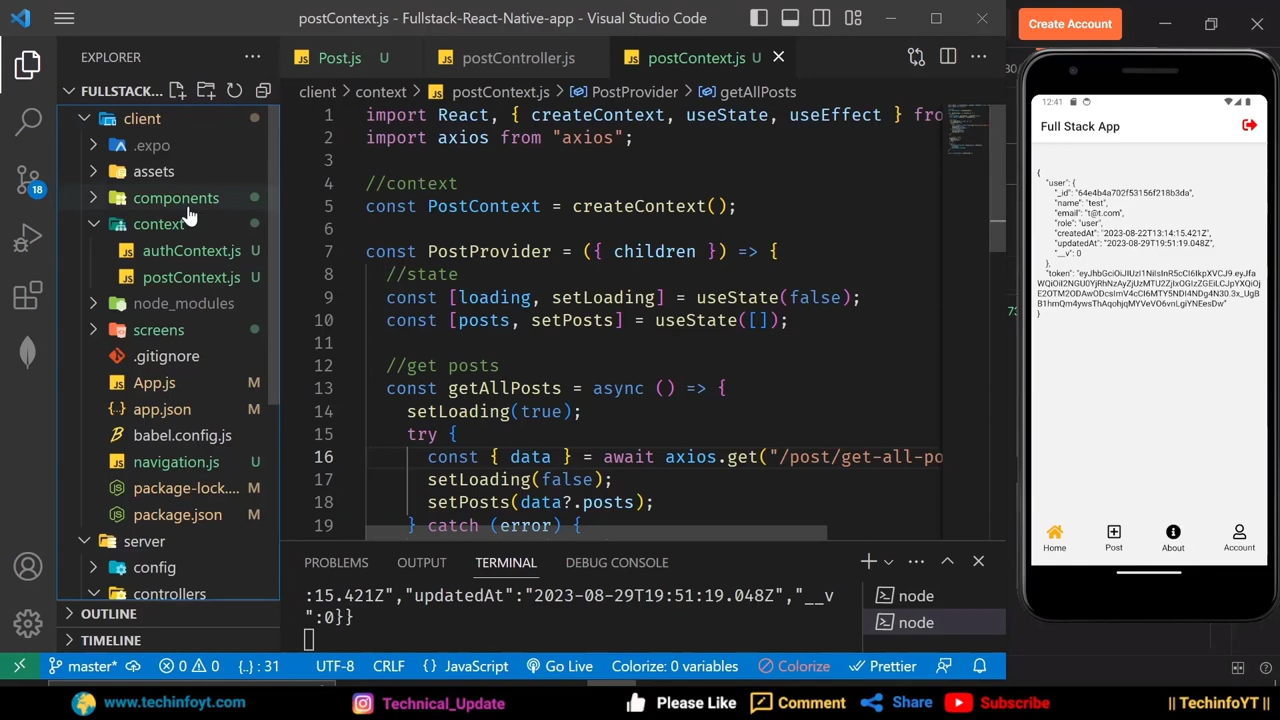 postContext.js - Fullstack-React-Native-app - Visual Studio Code
Create Account
EXPLORER
Post.js U
postController.js
postContext.js U
FULLSTACK...
client > context > postContext.js > PostProvider > getAllPosts
client
.expo
assets
components
context
authContext.js U
postContext.js U
node_modules
screens
.gitignore
App.js M
app.json M
babel.config.js
navigation.js U
package-lock.... M
package.json M
server
config
controllers
OUTLINE
TIMELINE
18
1 import React, { createContext, useState, useEffect } fro
2 import axios from "axios";
3
4 //context
5 const PostContext = createContext();
6
7 const PostProvider = ({ children }) => {
8 //state
9 const [loading, setLoading] = useState(false);
10 const [posts, setPosts] = useState([]);
11
12 //get posts
13 const getAllPosts = async () => {
14 setLoading(true);
15 try {
16 const { data } = await axios.get("/post/get-all-po
17 setLoading(false);
18 setPosts(data?.posts);
19 } catch (error) {
PROBLEMS OUTPUT TERMINAL DEBUG CONSOLE
:15.421Z","updatedAt":"2023-08-29T19:51:19.048Z","__v
":0}}
node
node
master* 0 0 {..} : 31 UTF-8 CRLF {} JavaScript Go Live Colorize: 0 variables Colorize Prettier
12:41
Full Stack App
{
"user": {
"_id": "64e4b4a702f53156f218b3da",
"name": "test",
"email": "t@t.com",
"role": "user",
"createdAt": "2023-08-22T13:14:15.421Z",
"updatedAt": "2023-08-29T19:51:19.048Z",
"__v": 0
},
}
Home Post About Account
www.techinfoyt.com Technical_Update Please Like Comment Share Subscribe || TechinfoYT ||